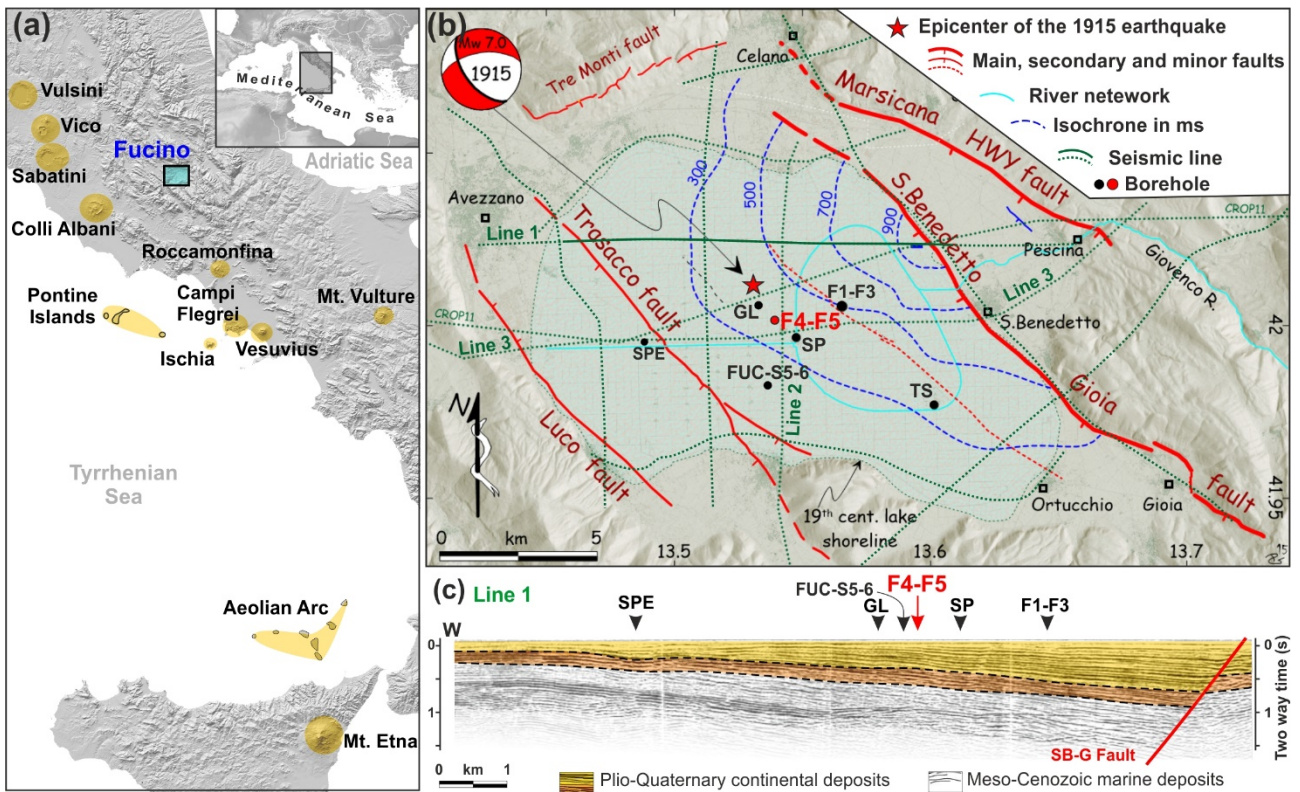 (a)
Mediterranean Sea
Adriatic Sea
Vulsini
Vico
Fucino
Sabatini
Colli Albani
Roccamonfina
Pontine
Islands
Campi
Flegrei
Mt. Vulture
Ischia
Vesuvius
Tyrrhenian
Sea
Aeolian Arc
Mt. Etna
(b)
Mw 7.0
1915
Tre Monti fault
Celano
Marsicana HWY fault
Epicenter of the 1915 earthquake
Main, secondary and minor faults
River netework
Isochrone in ms
Seismic line
Borehole
300
500
700
900
Avezzano
Line 1
S.Benedetto
CROP11
Pescina
Giovenco R.
Trasacco fault
GL
F1-F3
F4-F5
Line 3
S.Benedetto
42
CROP11
Line 3
SPE
SP
FUC-S5-6
Line 2
TS
Gioia
fault
Luco fault
N
19th cent. lake
shoreline
Ortucchio
Gioia
41.95
0 km 5
13.5
13.6
13.7
(c) Line 1
W
SPE
GL
FUC-S5-6
F4-F5
SP
F1-F3
0
1
0
1
Two way time (s)
SB-G Fault
0 km 1
Plio-Quaternary continental deposits
Meso-Cenozoic marine deposits